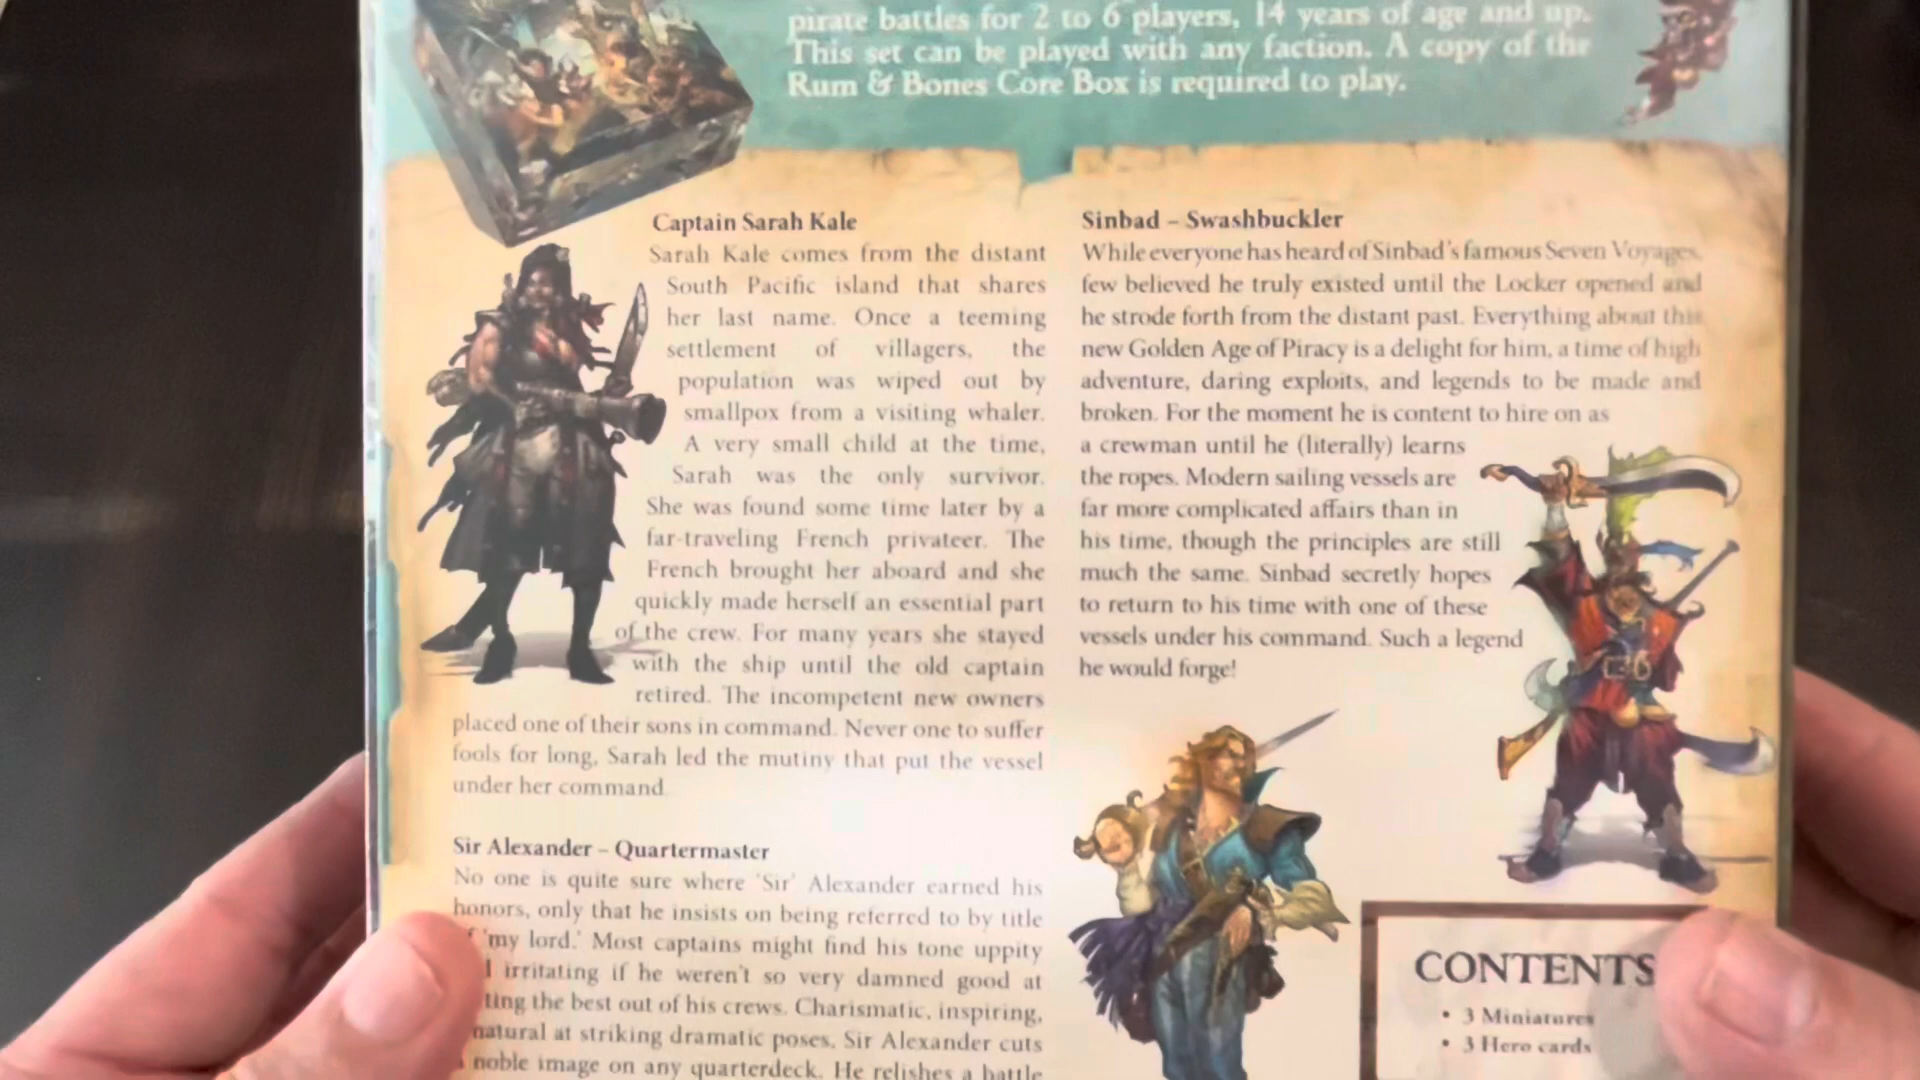 pirate battles for 2 to 6 players, 14 years of age and up.
This set can be played with any faction. A copy of the
Rum & Bones Core Box is required to play.
Captain Sarah Kale
Sarah Kale comes from the distant
South Pacific island that shares
her last name. Once a teeming
settlement of villagers, the
population was wiped out by
smallpox from a visiting whaler.
A very small child at the time,
Sarah was the only survivor.
She was found some time later by a
far-traveling French privateer. The
French brought her aboard and she
quickly made herself an essential part
of the crew. For many years she stayed
with the ship until the old captain
retired. The incompetent new owners
placed one of their sons in command. Never one to suffer
fools for long, Sarah led the mutiny that put the vessel
under her command.
Sir Alexander – Quartermaster
No one is quite sure where 'Sir' Alexander earned his
honors, only that he insists on being referred to by title
'my lord.' Most captains might find his tone uppity
irritating if he weren't so very damned good at
the best out of his crews. Charismatic, inspiring,
natural at striking dramatic poses, Sir Alexander cuts
noble image on any quarterdeck. He relishes a battle
Sinbad – Swashbuckler
While everyone has heard of Sinbad's famous Seven Voyages,
few believed he truly existed until the Locker opened and
he strode forth from the distant past. Everything about this
new Golden Age of Piracy is a delight for him, a time of high
adventure, daring exploits, and legends to be made and
broken. For the moment he is content to hire on as
a crewman until he (literally) learns
the ropes. Modern sailing vessels are
far more complicated affairs than in
his time, though the principles are still
much the same. Sinbad secretly hopes
to return to his time with one of these
vessels under his command. Such a legend
he would forge!
CONTENTS
• 3 Miniatures
• 3 Hero cards